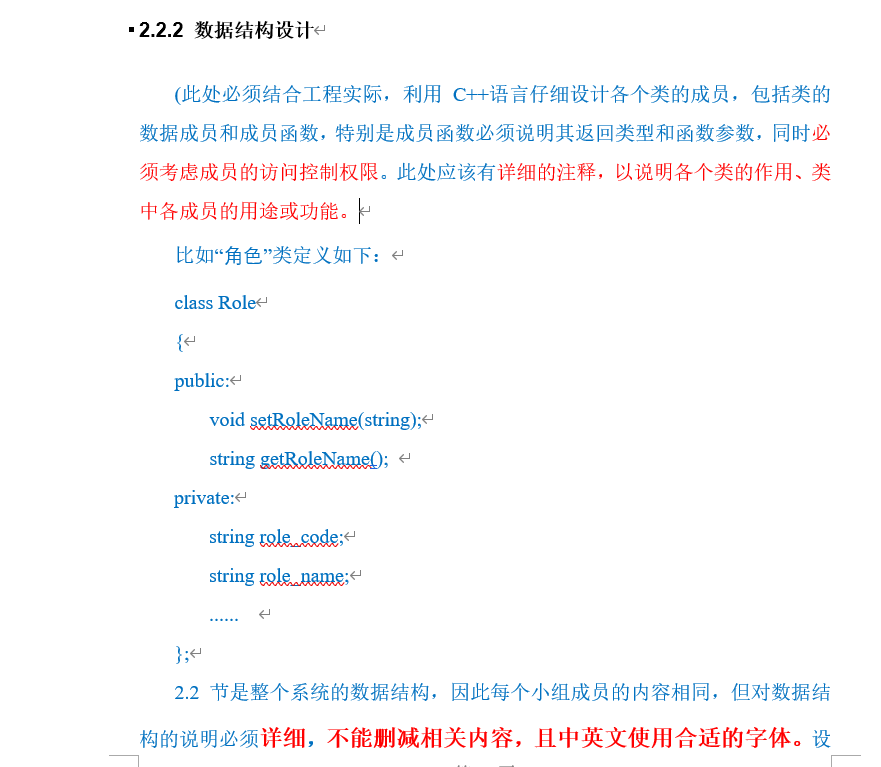 2.2.2 数据结构设计
(此处必须结合工程实际，利用 C++语言仔细设计各个类的成员，包括类的
数据成员和成员函数，特别是成员函数必须说明其返回类型和函数参数，同时必
须考虑成员的访问控制权限。此处应该有详细的注释，以说明各个类的作用、类
中各成员的用途或功能。
比如“角色”类定义如下：
class Role
{
public:
void setRoleName(string);
string getRoleName();
private:
string role_code;
string role_name;
......
};
2.2 节是整个系统的数据结构，因此每个小组成员的内容相同，但对数据结
构的说明必须详细，不能删减相关内容，且中英文使用合适的字体。设